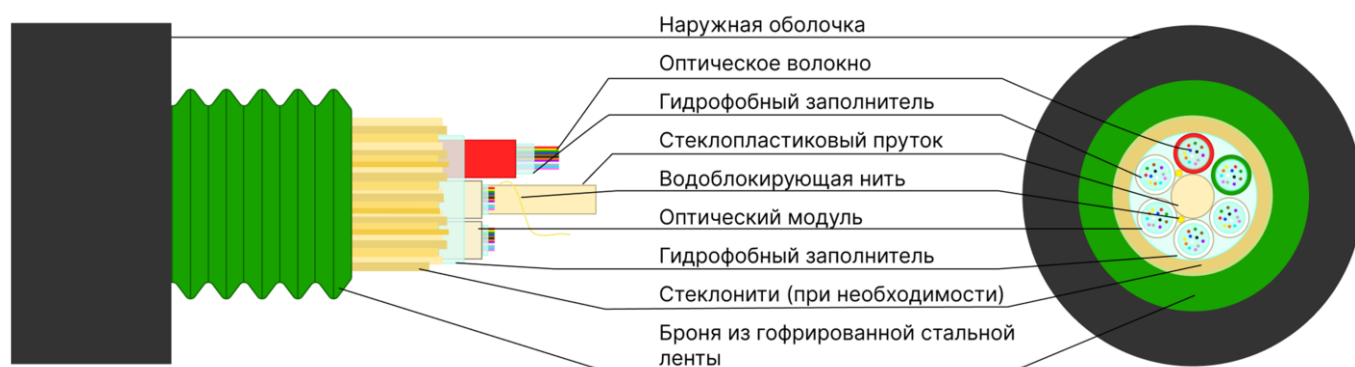 Наружная оболочка
Оптическое волокно
Гидрофобный заполнитель
Стеклопластиковый пруток
Водоблокирующая нить
Оптический модуль
Гидрофобный заполнитель
Стеклонити (при необходимости)
Броня из гофрированной стальной
ленты